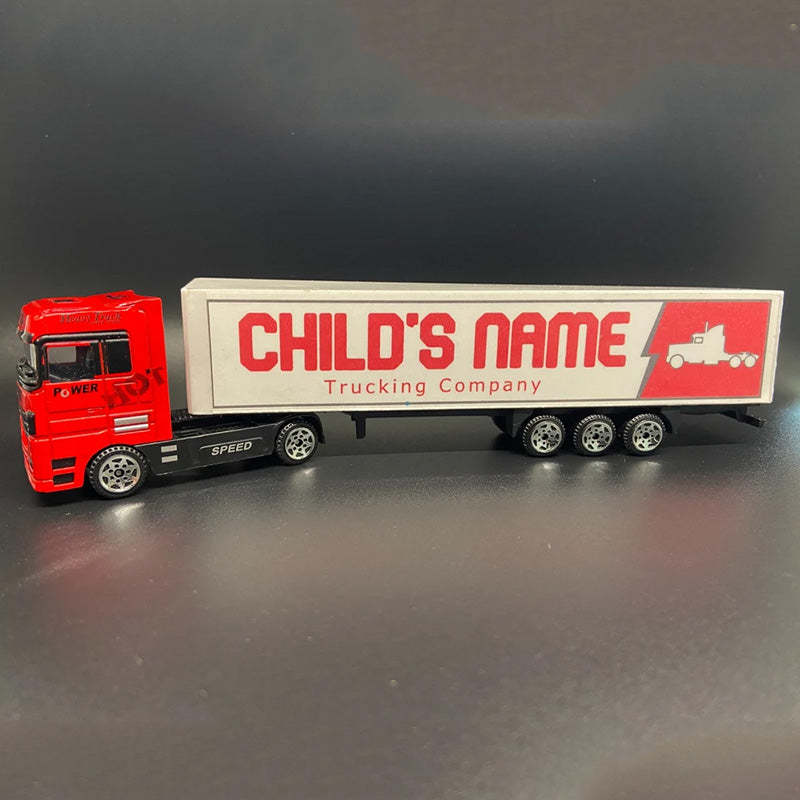 POWER
SPEED
CHILD'S NAME
Trucking Company